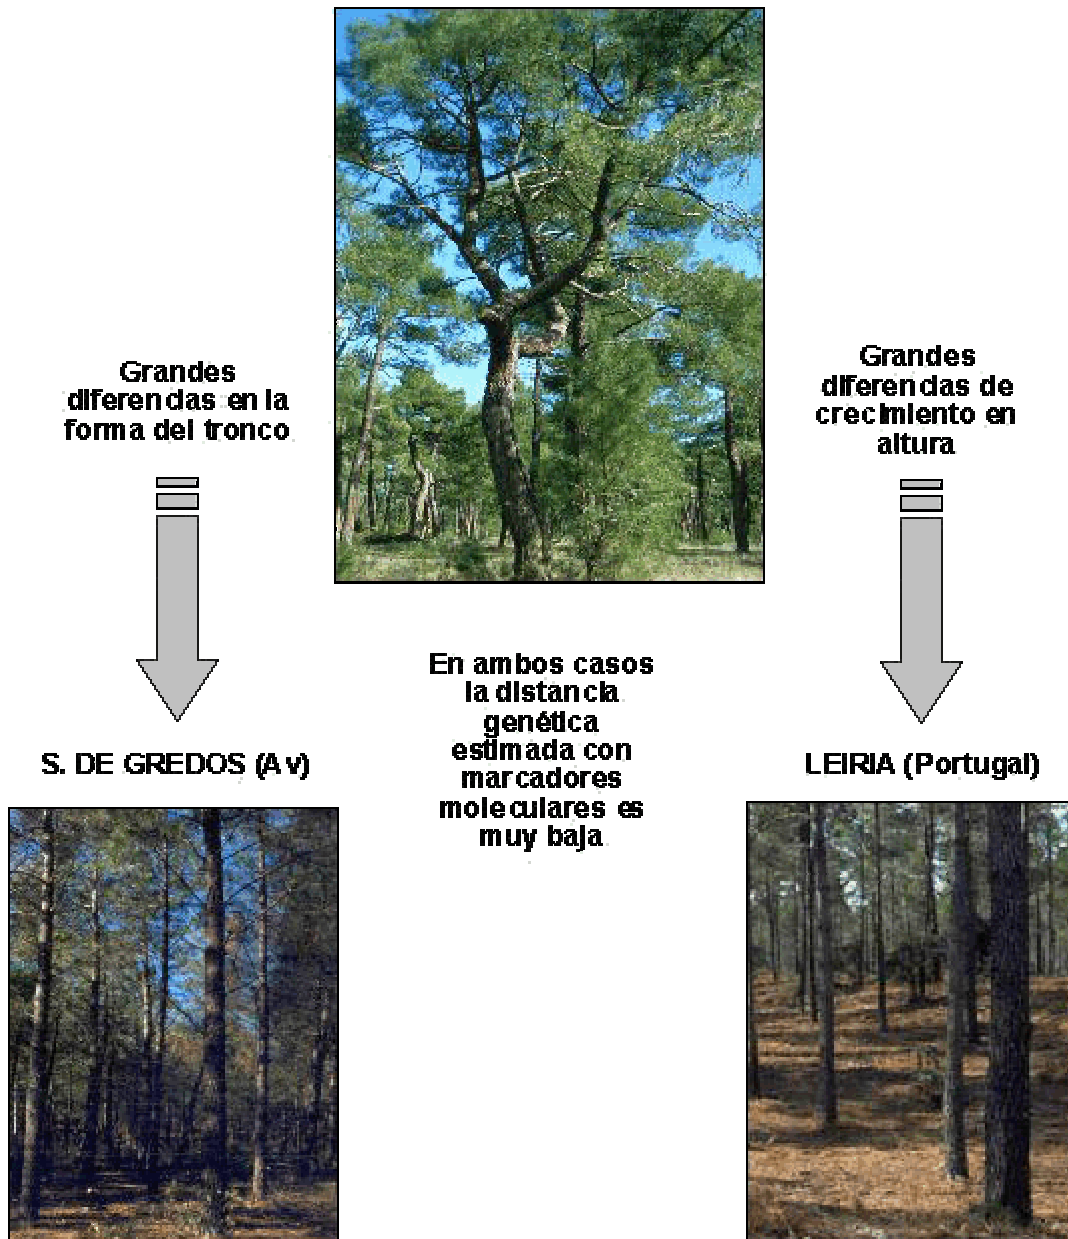 Grandes
diferencias en la
forma del tronco
Grandes
diferencias de
crecimiento en
altura
En ambos casos
la distancia
genética
estimada con
marcadores
moleculares es
muy baja
S. DE GREDOS (Av)
LEIRIA (Portugal)